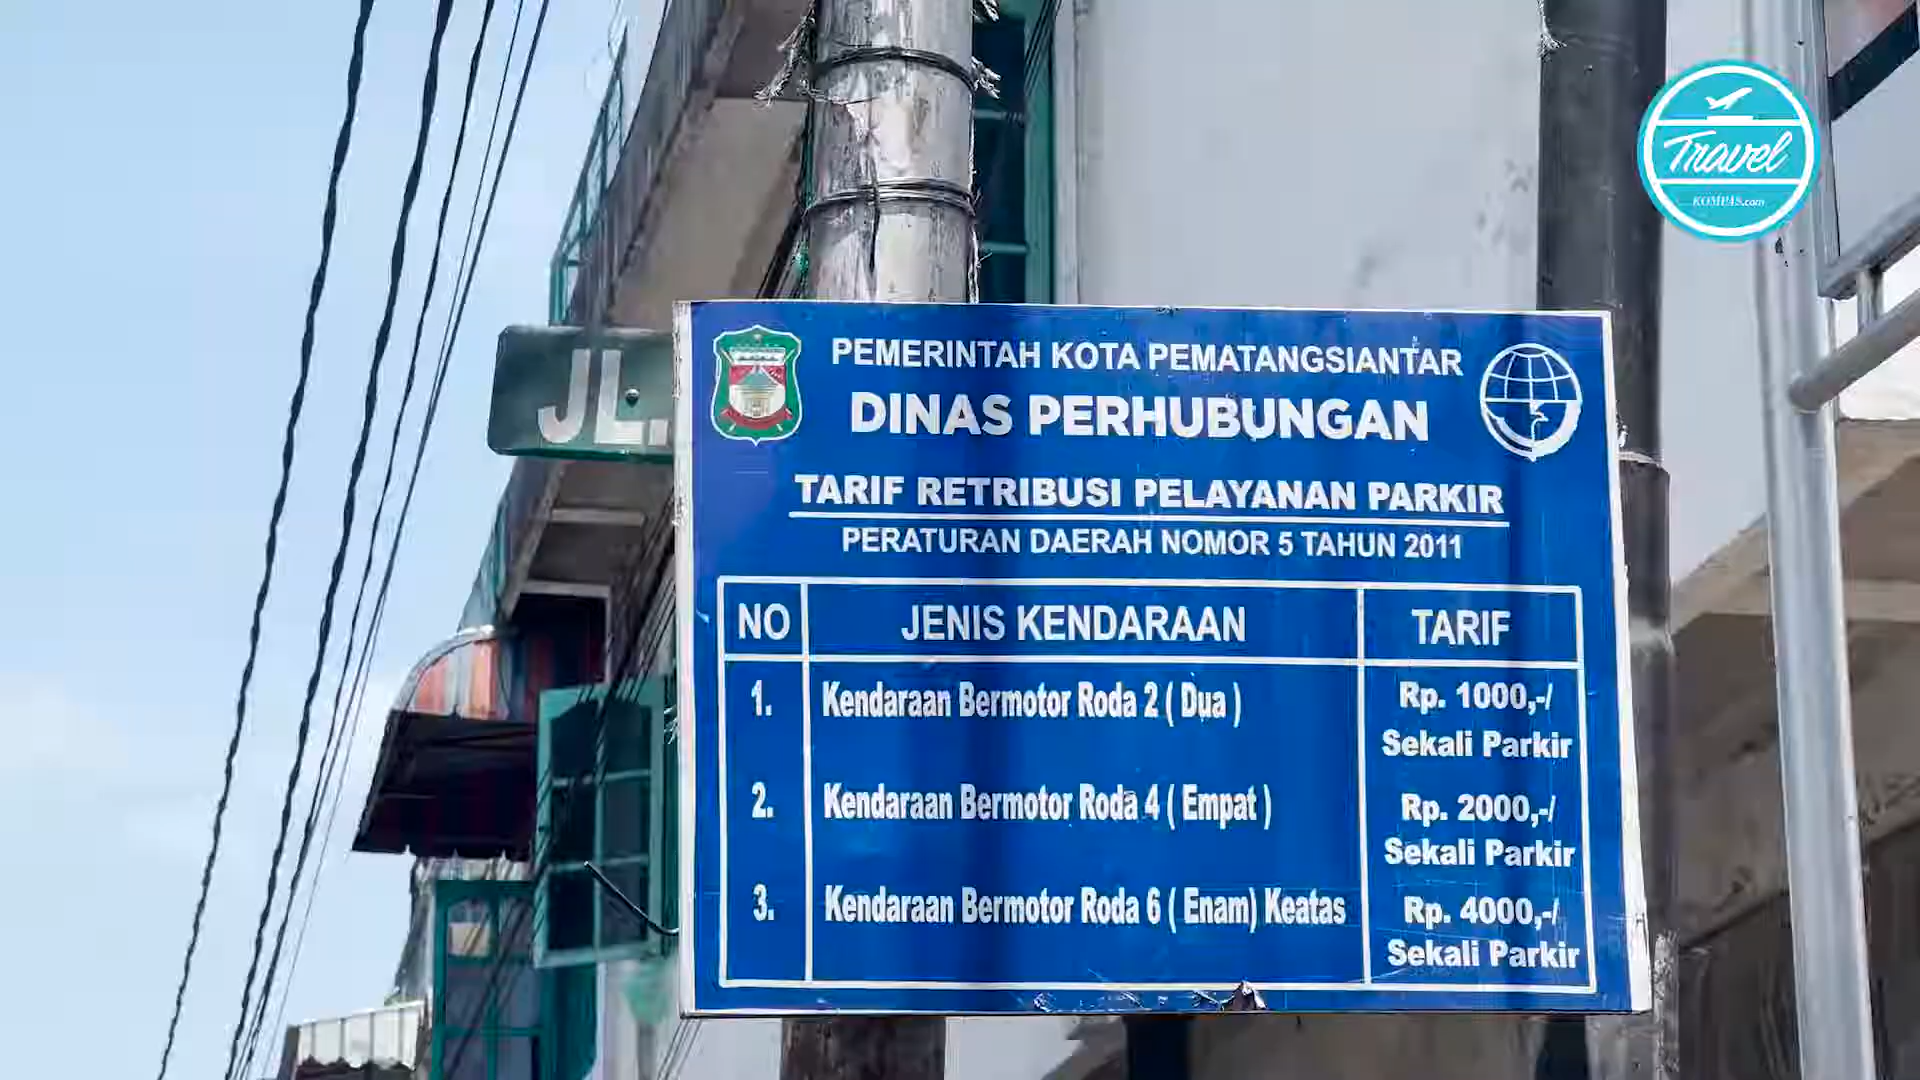 Travel
KOMPAS.com
JL.
PEMERINTAH KOTA PEMATANGSIANTAR
DINAS PERHUBUNGAN
TARIF RETRIBUSI PELAYANAN PARKIR
PERATURAN DAERAH NOMOR 5 TAHUN 2011
NO JENIS KENDARAAN TARIF
1. Kendaraan Bermotor Roda 2 ( Dua ) Rp. 1000,-/
Sekali Parkir
2. Kendaraan Bermotor Roda 4 ( Empat ) Rp. 2000,-/
Sekali Parkir
3. Kendaraan Bermotor Roda 6 ( Enam) Keatas Rp. 4000,-/
Sekali Parkir